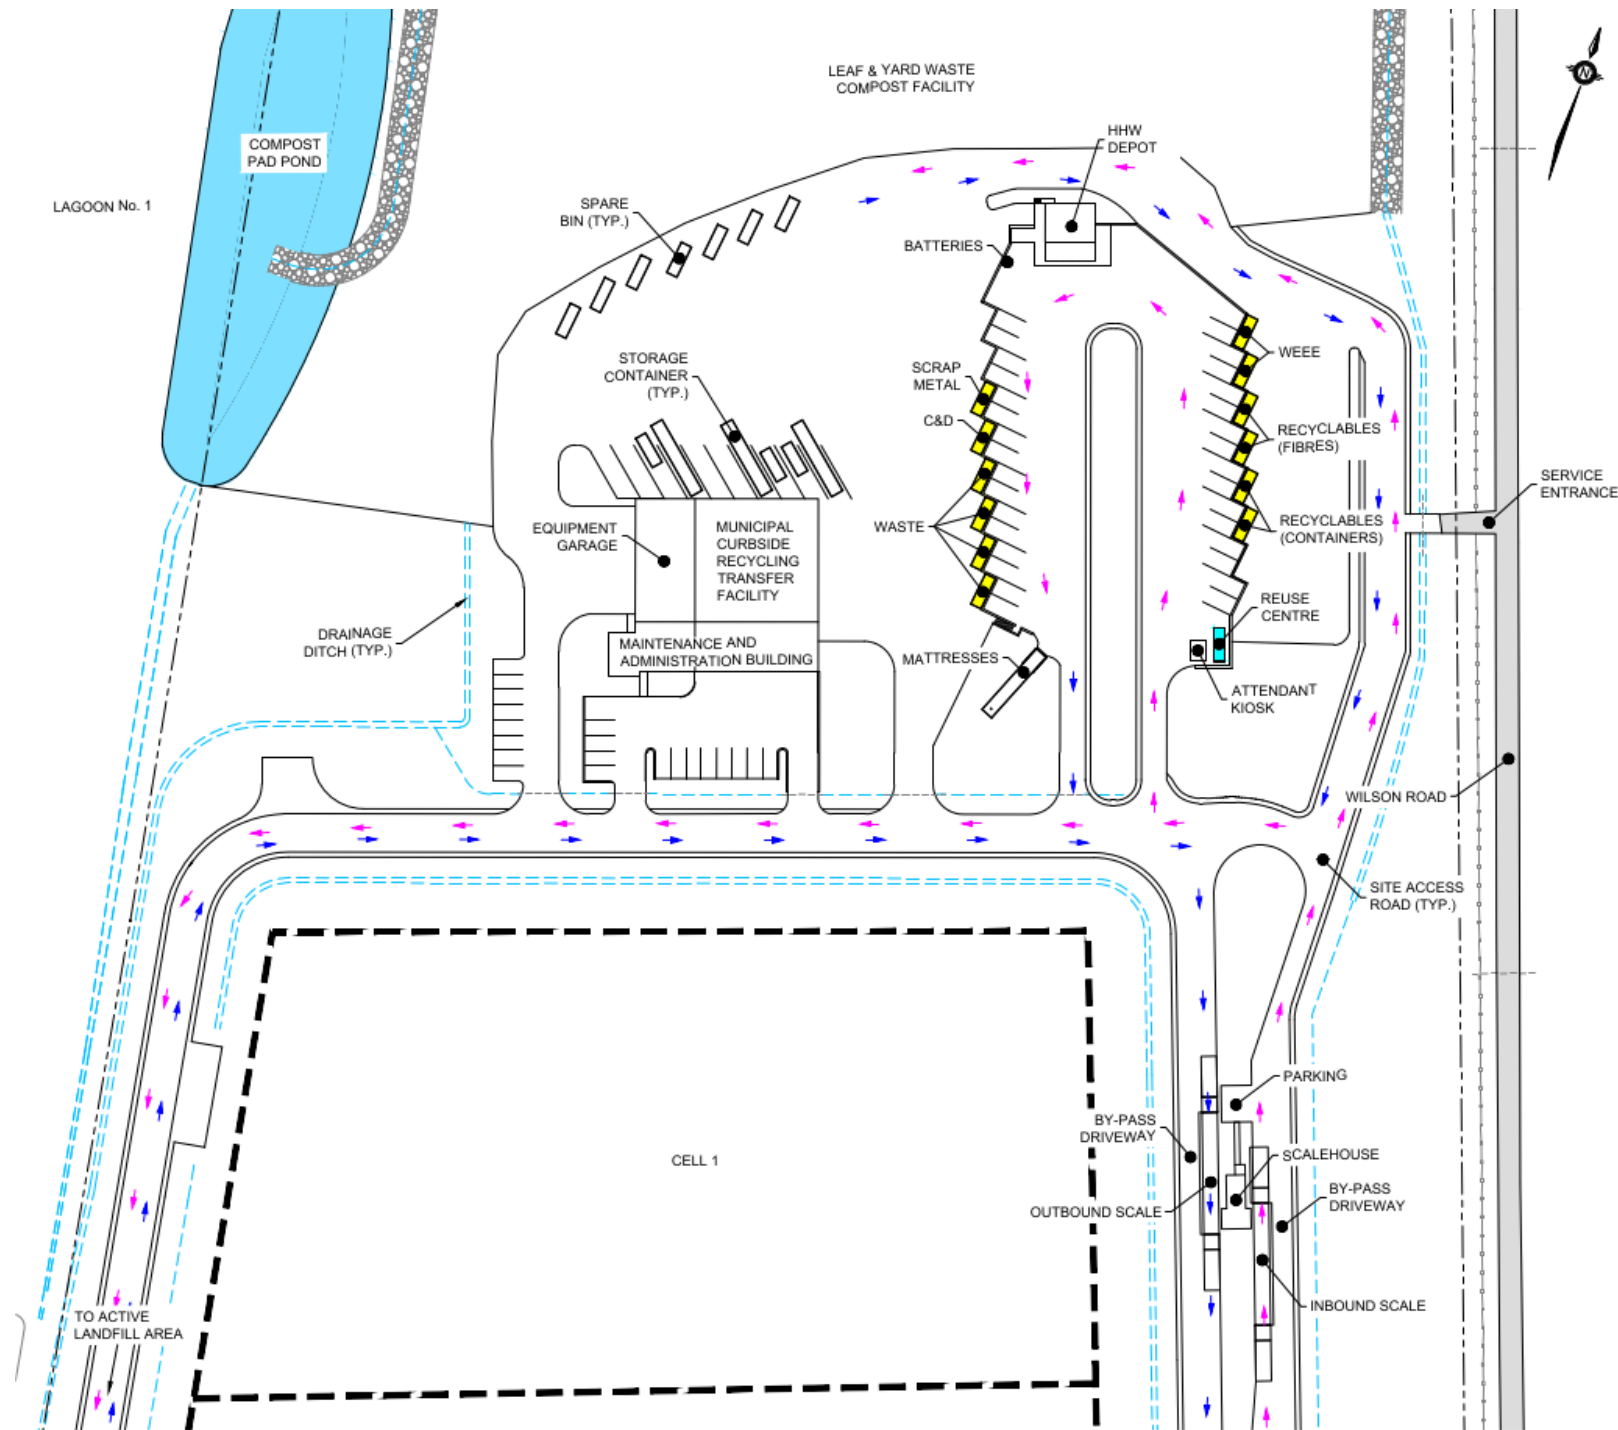 LEAF & YARD WASTE
COMPOST FACILITY
N
HHW
DEPOT
COMPOST
PAD POND
LAGOON No. 1
SPARE
BIN (TYP.)
BATTERIES
STORAGE
CONTAINER
(TYP.)
SCRAP
METAL
C&D
WEEE
RECYCLABLES
(FIBRES)
SERVICE
ENTRANCE
WASTE
RECYCLABLES
(CONTAINERS)
EQUIPMENT
GARAGE
MUNICIPAL
CURBSIDE
RECYCLING
TRANSFER
FACILITY
REUSE
CENTRE
DRAINAGE
DITCH (TYP.)
MAINTENANCE AND
ADMINISTRATION BUILDING
MATTRESSES
ATTENDANT
KIOSK
WILSON ROAD
SITE ACCESS
ROAD (TYP.)
PARKING
BY-PASS
DRIVEWAY
SCALEHOUSE
CELL 1
BY-PASS
DRIVEWAY
OUTBOUND SCALE
INBOUND SCALE
TO ACTIVE
LANDFILL AREA